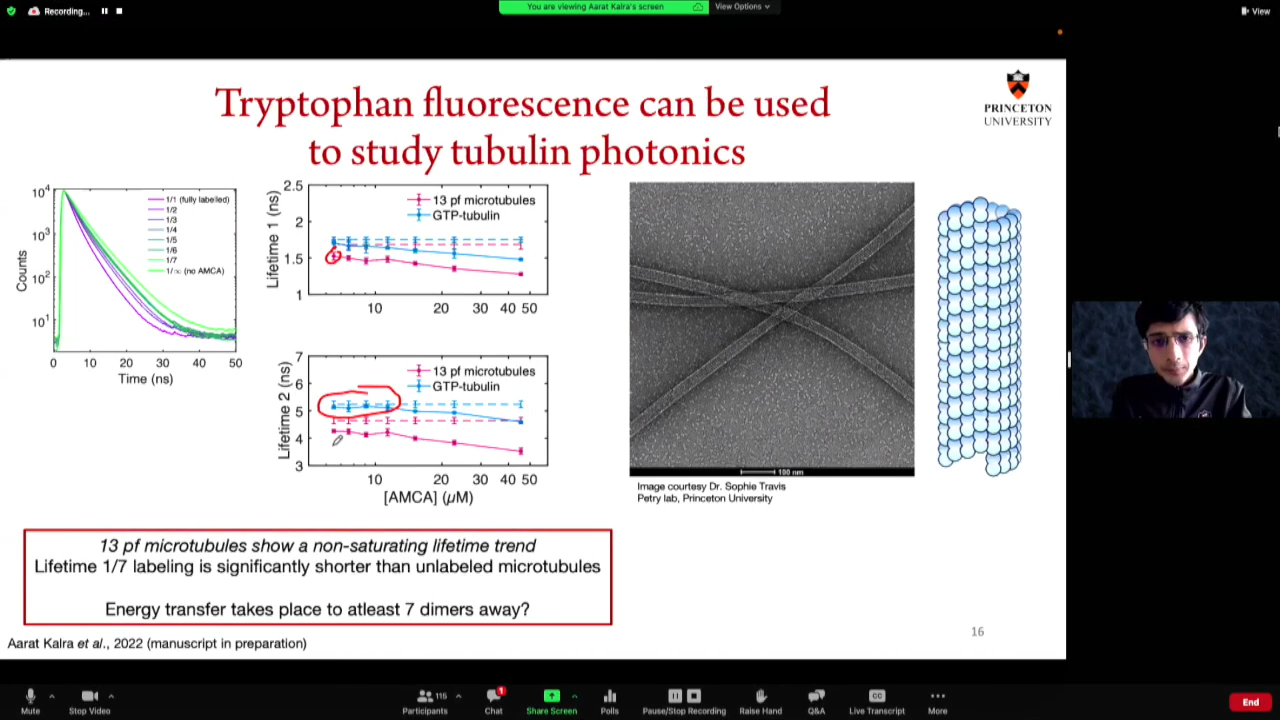 Recording...
You are viewing Aarat Kalra's screen
View Options
View
Tryptophan fluorescence can be used
to study tubulin photonics
PRINCETON
UNIVERSITY
10⁴
10³
10²
10¹
Counts
0 10 20 30 40 50
Time (ns)
1/1 (fully labelled)
1/2
1/3
1/4
1/5
1/6
1/7
1/∞ (no AMCA)
2.5
2
1.5
1
Lifetime 1 (ns)
13 pf microtubules
GTP-tubulin
10 20 30 40 50
7
6
5
4
3
Lifetime 2 (ns)
13 pf microtubules
GTP-tubulin
10 20 30 40 50
[AMCA] (μM)
100 nm
Image courtesy Dr. Sophie Travis
Petry lab, Princeton University
13 pf microtubules show a non-saturating lifetime trend
Lifetime 1/7 labeling is significantly shorter than unlabeled microtubules
Energy transfer takes place to atleast 7 dimers away?
Aarat Kalra et al., 2022 (manuscript in preparation)
16
Mute
Stop Video
115
Participants
1
Chat
Share Screen
Polls
Pause/Stop Recording
Raise Hand
Q&A
CC
Live Transcript
More
End